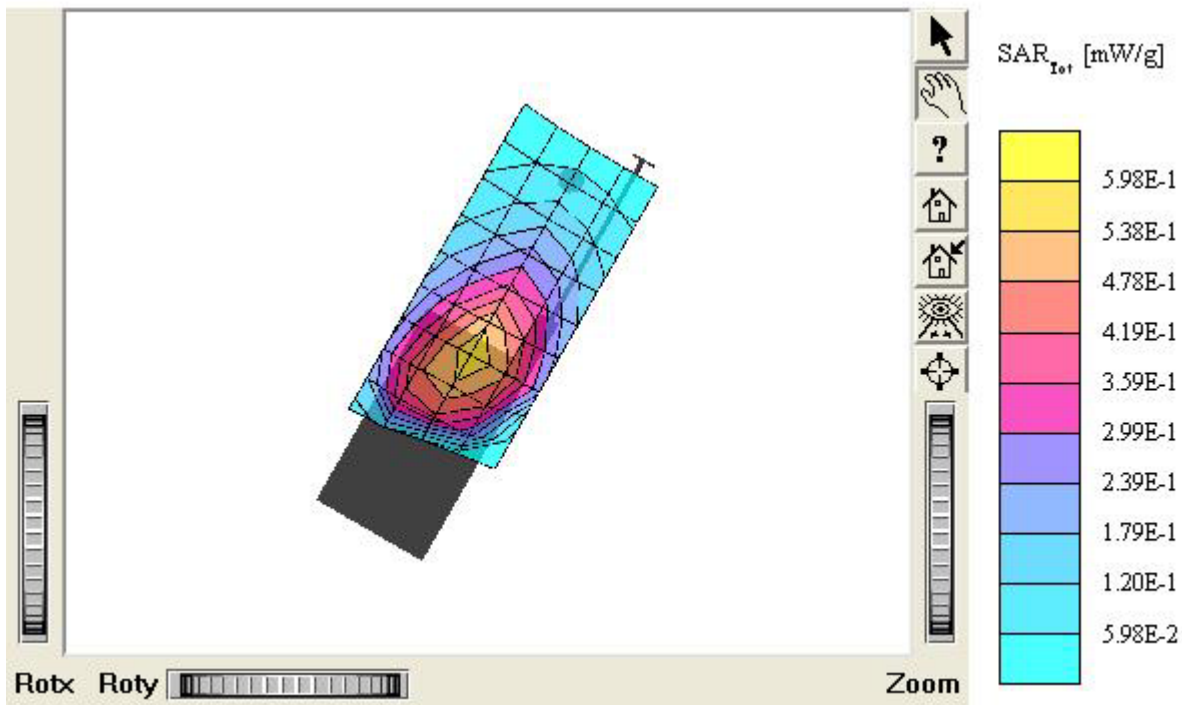 SAR_Tot [mW/g]
?
5.98E-1
5.38E-1
4.78E-1
4.19E-1
3.59E-1
2.99E-1
2.39E-1
1.79E-1
1.20E-1
5.98E-2
Rotx Roty Zoom